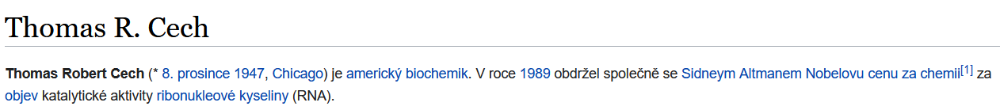 Thomas R. Cech
Thomas Robert Cech (* 8. prosince 1947, Chicago) je americký biochemik. V roce 1989 obdržel společně se Sidneym Altmanem Nobelovu cenu za chemii[1] za
objev katalytické aktivity ribonukleové kyseliny (RNA).